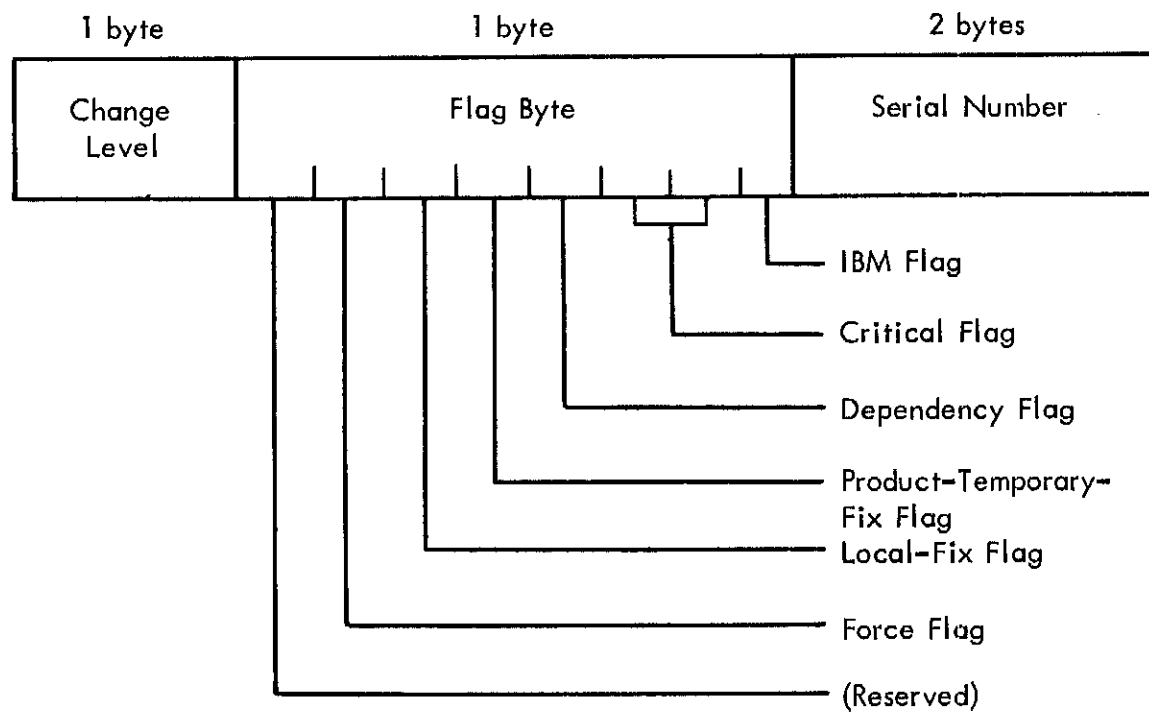 1 byte 1 byte 2 bytes
Change
Level
Flag Byte
Serial Number
IBM Flag
Critical Flag
Dependency Flag
Product-Temporary-
Fix Flag
Local-Fix Flag
Force Flag
(Reserved)